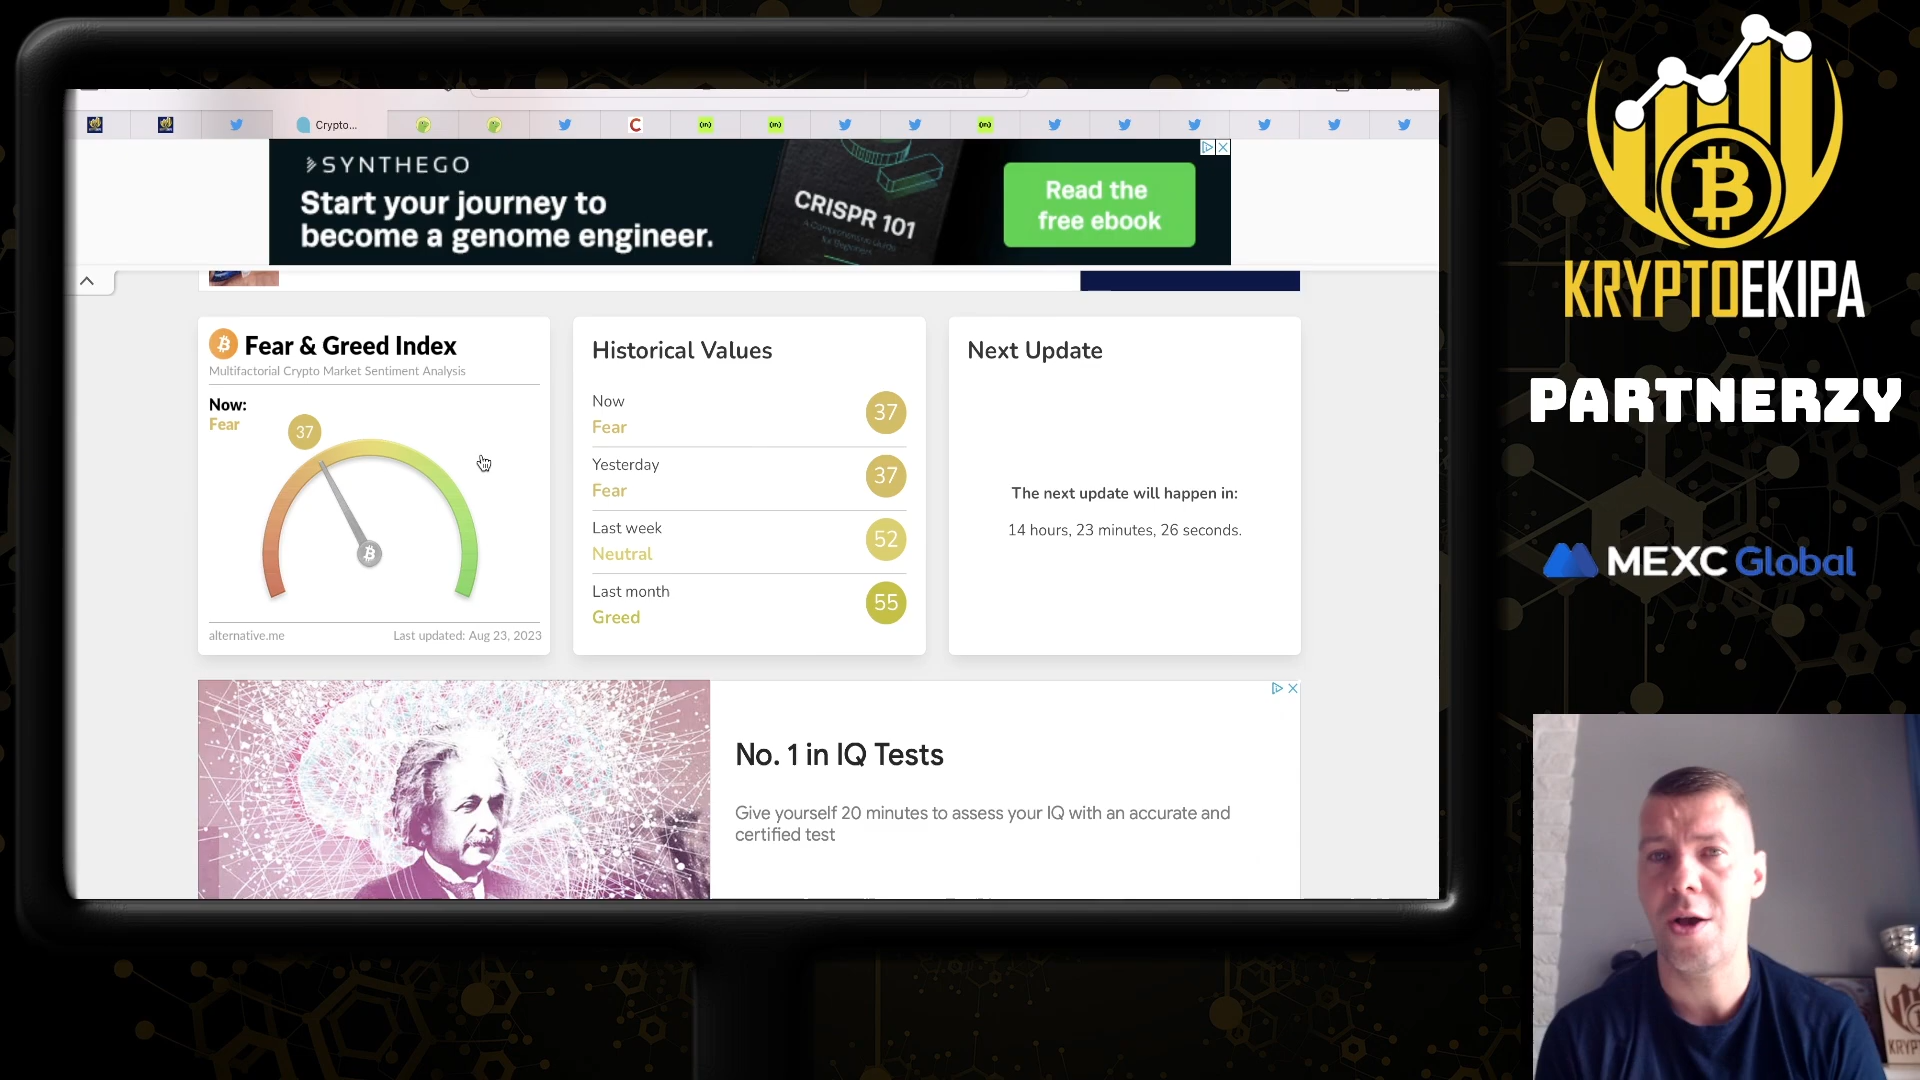 Crypto...
SYNTHEGO
Start your journey to
become a genome engineer.
CRISPR 101
Read the
free ebook
Fear & Greed Index
Multifactorial Crypto Market Sentiment Analysis
Now:
Fear
37
alternative.me
Last updated: Aug 23, 2023
Historical Values
Now
Fear
37
Yesterday
Fear
37
Last week
Neutral
52
Last month
Greed
55
Next Update
The next update will happen in:
14 hours, 23 minutes, 26 seconds.
No. 1 in IQ Tests
Give yourself 20 minutes to assess your IQ with an accurate and
certified test
KRYPTOEKIPA
PARTNERZY
MEXC Global